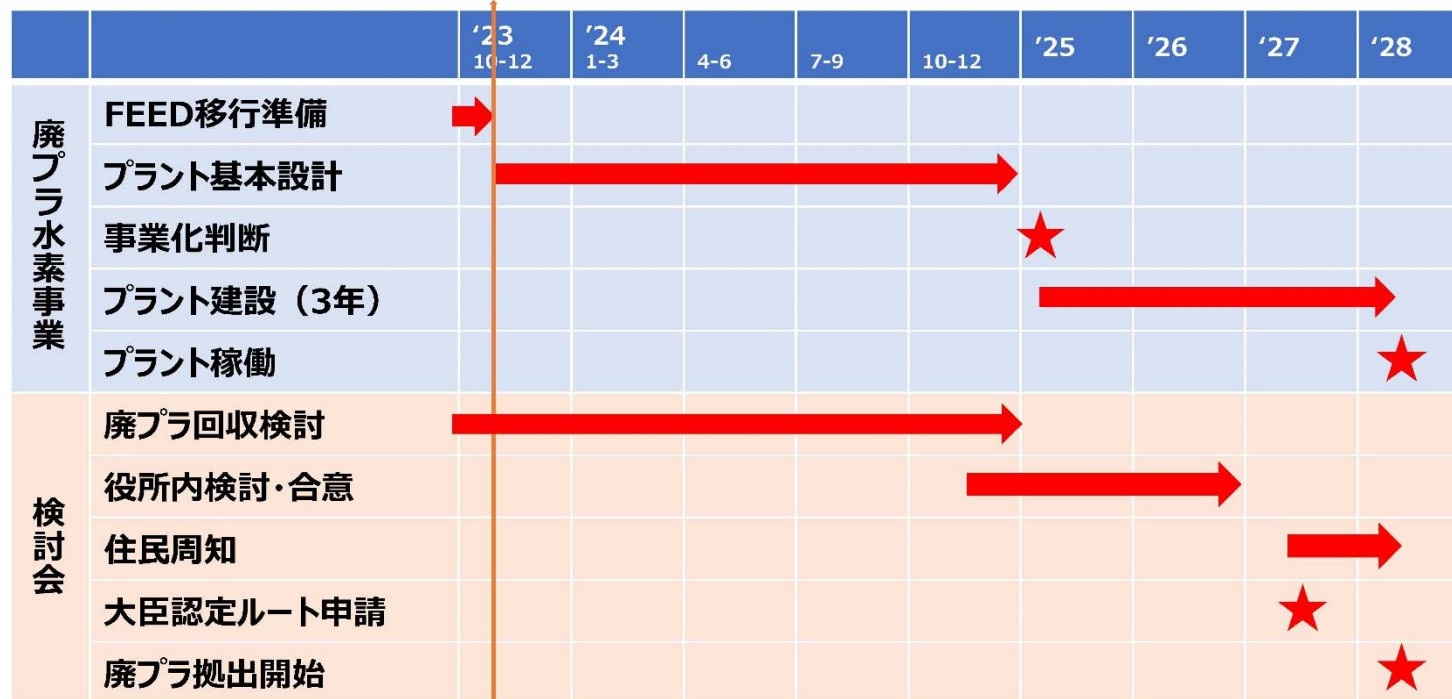 ‘23 ’24 ’25 ‘26 ‘27 ‘28
10-12 1-3 4-6 7-9 10-12
廃プラ水素事業
FEED移行準備
プラント基本設計
事業化判断
プラント建設（3年）
プラント稼働
検討会
廃プラ回収検討
役所内検討・合意
住民周知
大臣認定ルート申請
廃プラ拠出開始